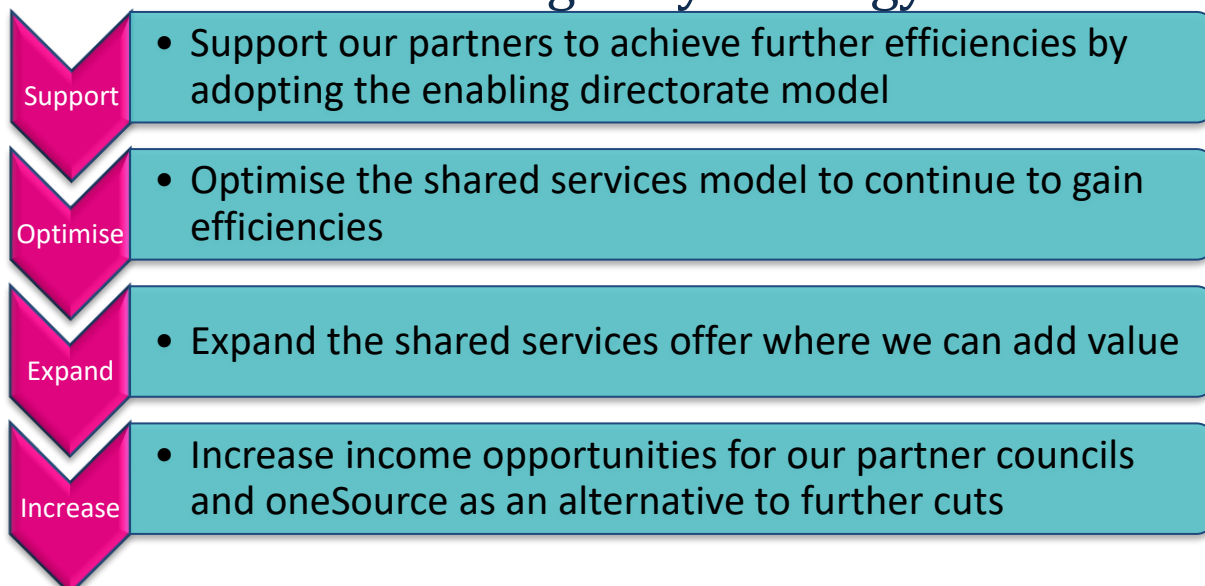 Support
• Support our partners to achieve further efficiencies by
adopting the enabling directorate model
Optimise
• Optimise the shared services model to continue to gain
efficiencies
Expand
• Expand the shared services offer where we can add value
Increase
• Increase income opportunities for our partner councils
and oneSource as an alternative to further cuts